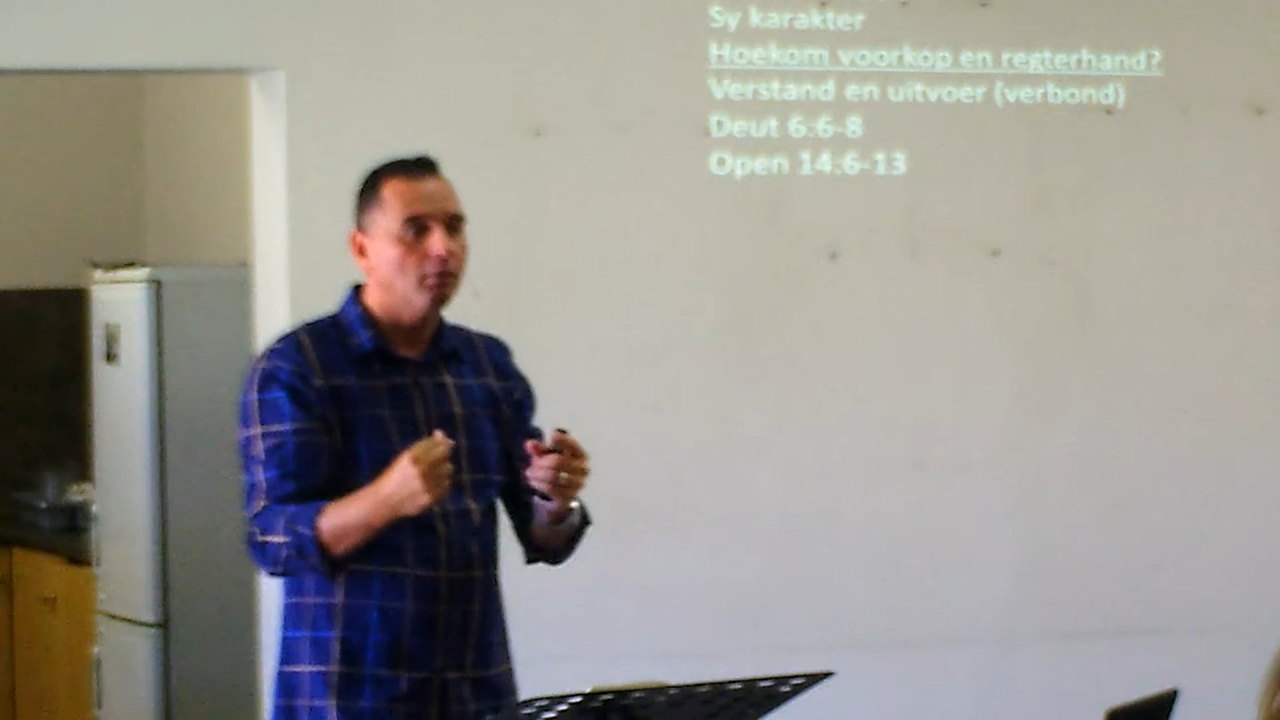 Sy karakter
Hoekom voorkop en regterhand?
Verstand en uitvoer (verbond)
Deut 6:6-8
Open 14:6-13